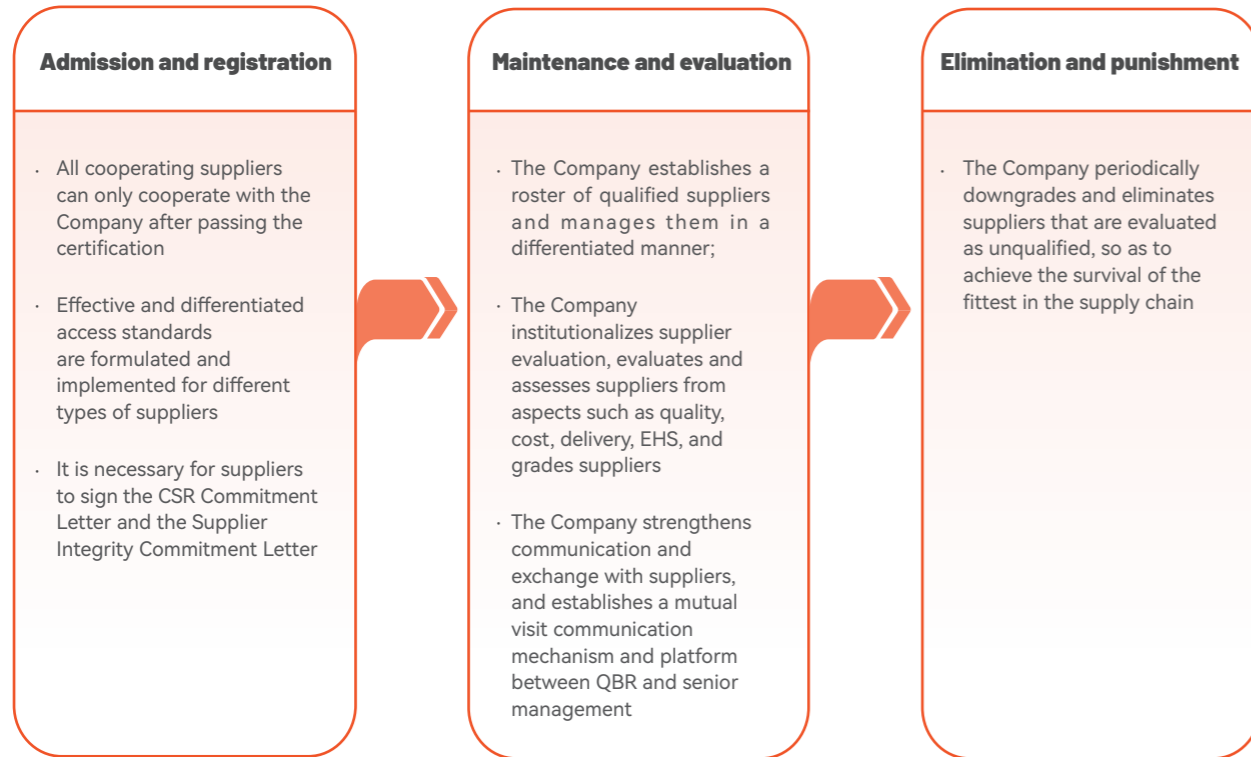 Admission and registration
· All cooperating suppliers
can only cooperate with the
Company after passing the
certification
· Effective and differentiated
access standards
are formulated and
implemented for different
types of suppliers
· It is necessary for suppliers
to sign the CSR Commitment
Letter and the Supplier
Integrity Commitment Letter
Maintenance and evaluation
· The Company establishes a
roster of qualified suppliers
and manages them in a
differentiated manner;
· The Company
institutionalizes supplier
evaluation, evaluates and
assesses suppliers from
aspects such as quality,
cost, delivery, EHS, and
grades suppliers
· The Company strengthens
communication and
exchange with suppliers,
and establishes a mutual
visit communication
mechanism and platform
between QBR and senior
management
Elimination and punishment
· The Company periodically
downgrades and eliminates
suppliers that are evaluated
as unqualified, so as to
achieve the survival of the
fittest in the supply chain